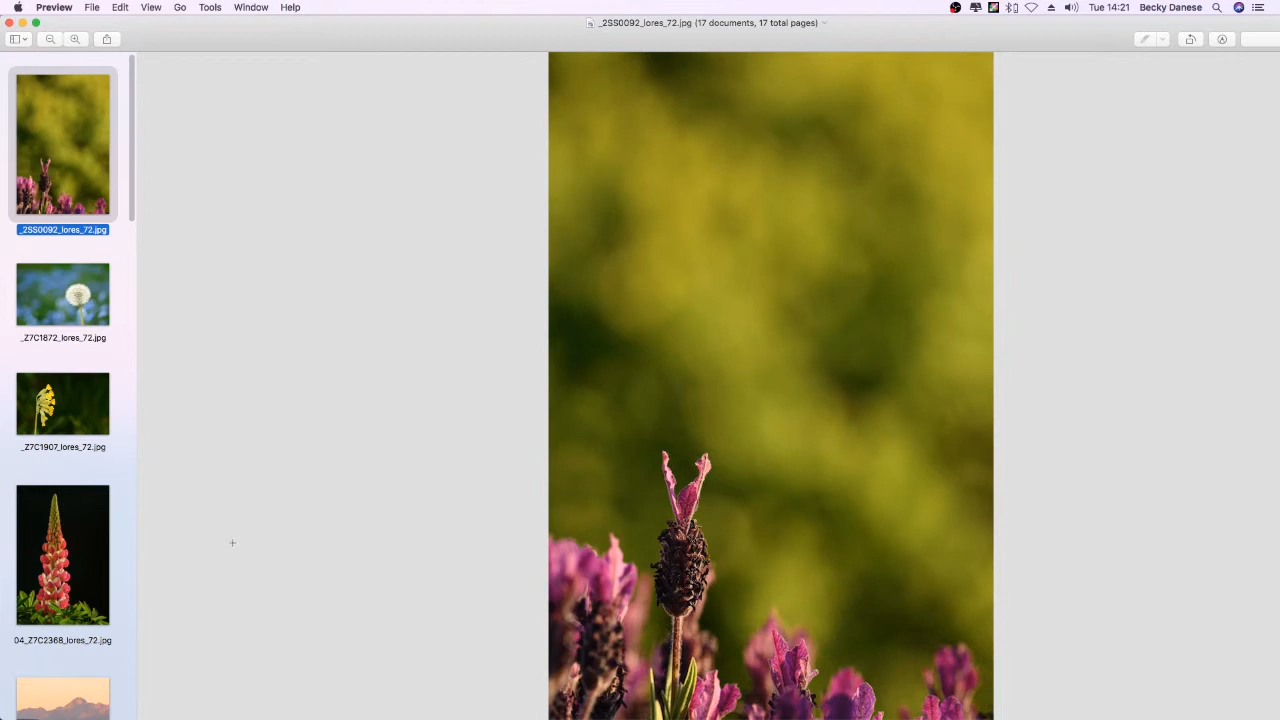 Preview File Edit View Go Tools Window Help Tue 14:21 Becky Danese
_2SS0092_lores_72.jpg (17 documents, 17 total pages)
_2SS0092_lores_72.jpg
_Z7C1872_lores_72.jpg
_Z7C1907_lores_72.jpg
04_Z7C2368_lores_72.jpg